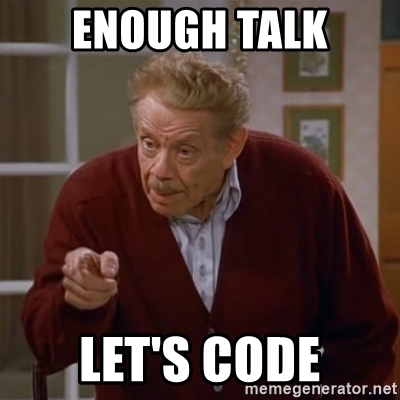 ENOUGH TALK
LET'S CODE
memegenerator.net